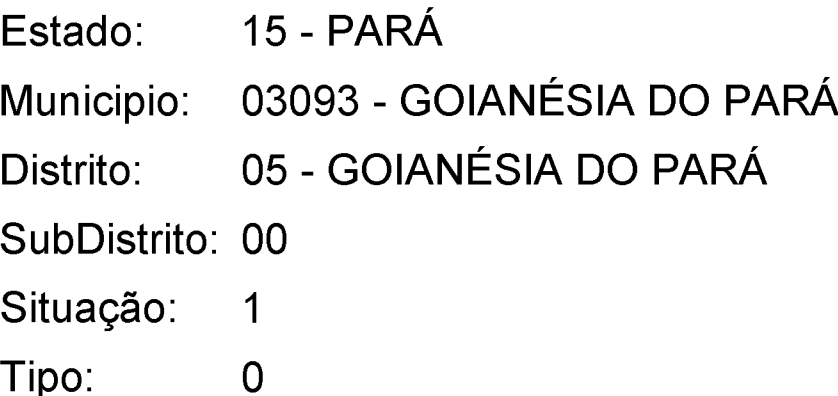 Estado: 15 - PARÁ
Municipio: 03093 - GOIANÉSIA DO PARÁ
Distrito: 05 - GOIANÉSIA DO PARÁ
SubDistrito: 00
Situação: 1
Tipo: 0